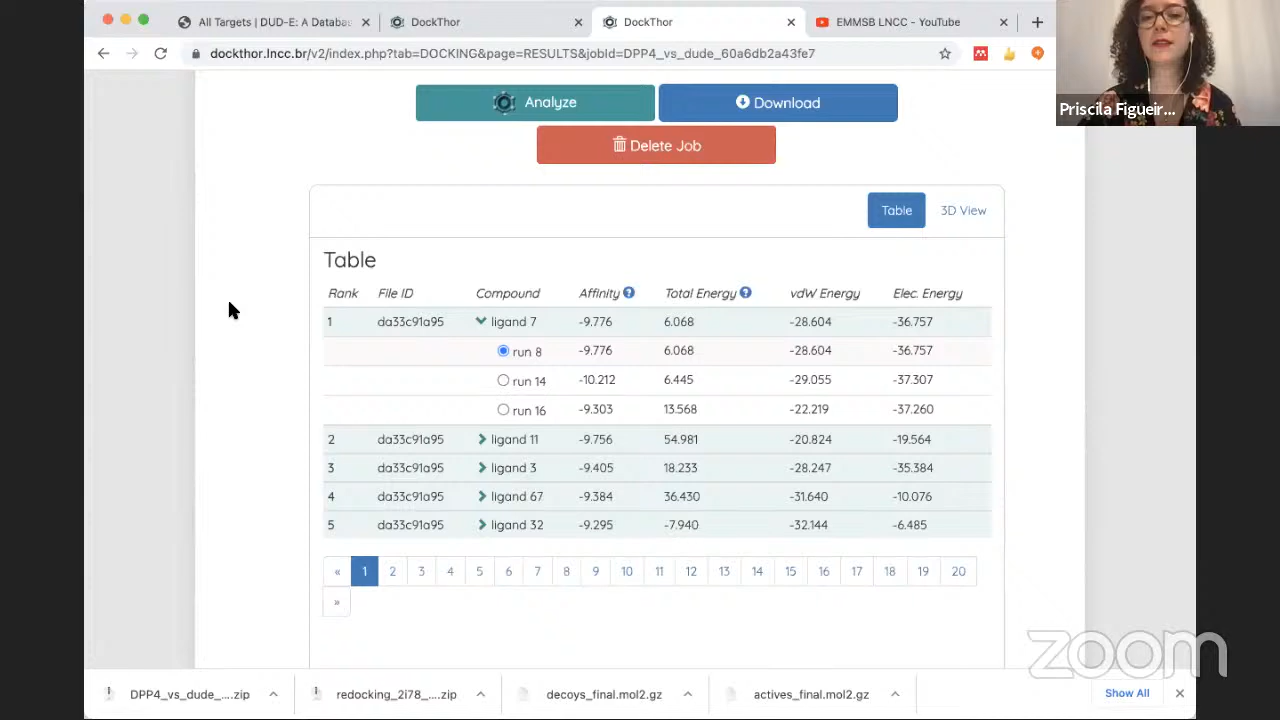 All Targets | DUD-E: A Databas
DockThor
DockThor
EMMSB LNCC - YouTube
dockthor.lncc.br/v2/index.php?tab=DOCKING&page=RESULTS&jobId=DPP4_vs_dude_60a6db2a43fe7
Priscila Figueir...
Analyze
Download
Delete Job
Table
3D View
Table
Rank File ID Compound Affinity ? Total Energy ? vdW Energy Elec. Energy
1 da33c91a95 ligand 7 -9.776 6.068 -28.604 -36.757
run 8 -9.776 6.068 -28.604 -36.757
run 14 -10.212 6.445 -29.055 -37.307
run 16 -9.303 13.568 -22.219 -37.260
2 da33c91a95 ligand 11 -9.756 54.981 -20.824 -19.564
3 da33c91a95 ligand 3 -9.405 18.233 -28.247 -35.384
4 da33c91a95 ligand 67 -9.384 36.430 -31.640 -10.076
5 da33c91a95 ligand 32 -9.295 -7.940 -32.144 -6.485
« 1 2 3 4 5 6 7 8 9 10 11 12 13 14 15 16 17 18 19 20
»
zoom
DPP4_vs_dude_....zip
redocking_2i78_....zip
decoys_final.mol2.gz
actives_final.mol2.gz
Show All